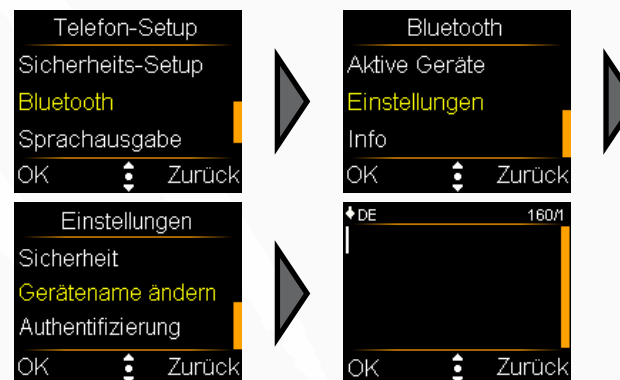 Telefon-Setup
Sicherheits-Setup
Bluetooth
Sprachausgabe
OK Zurück
Bluetooth
Aktive Geräte
Einstellungen
Info
OK Zurück
Einstellungen
Sicherheit
Gerätename ändern
Authentifizierung
OK Zurück
DE 160/1
OK Zurück